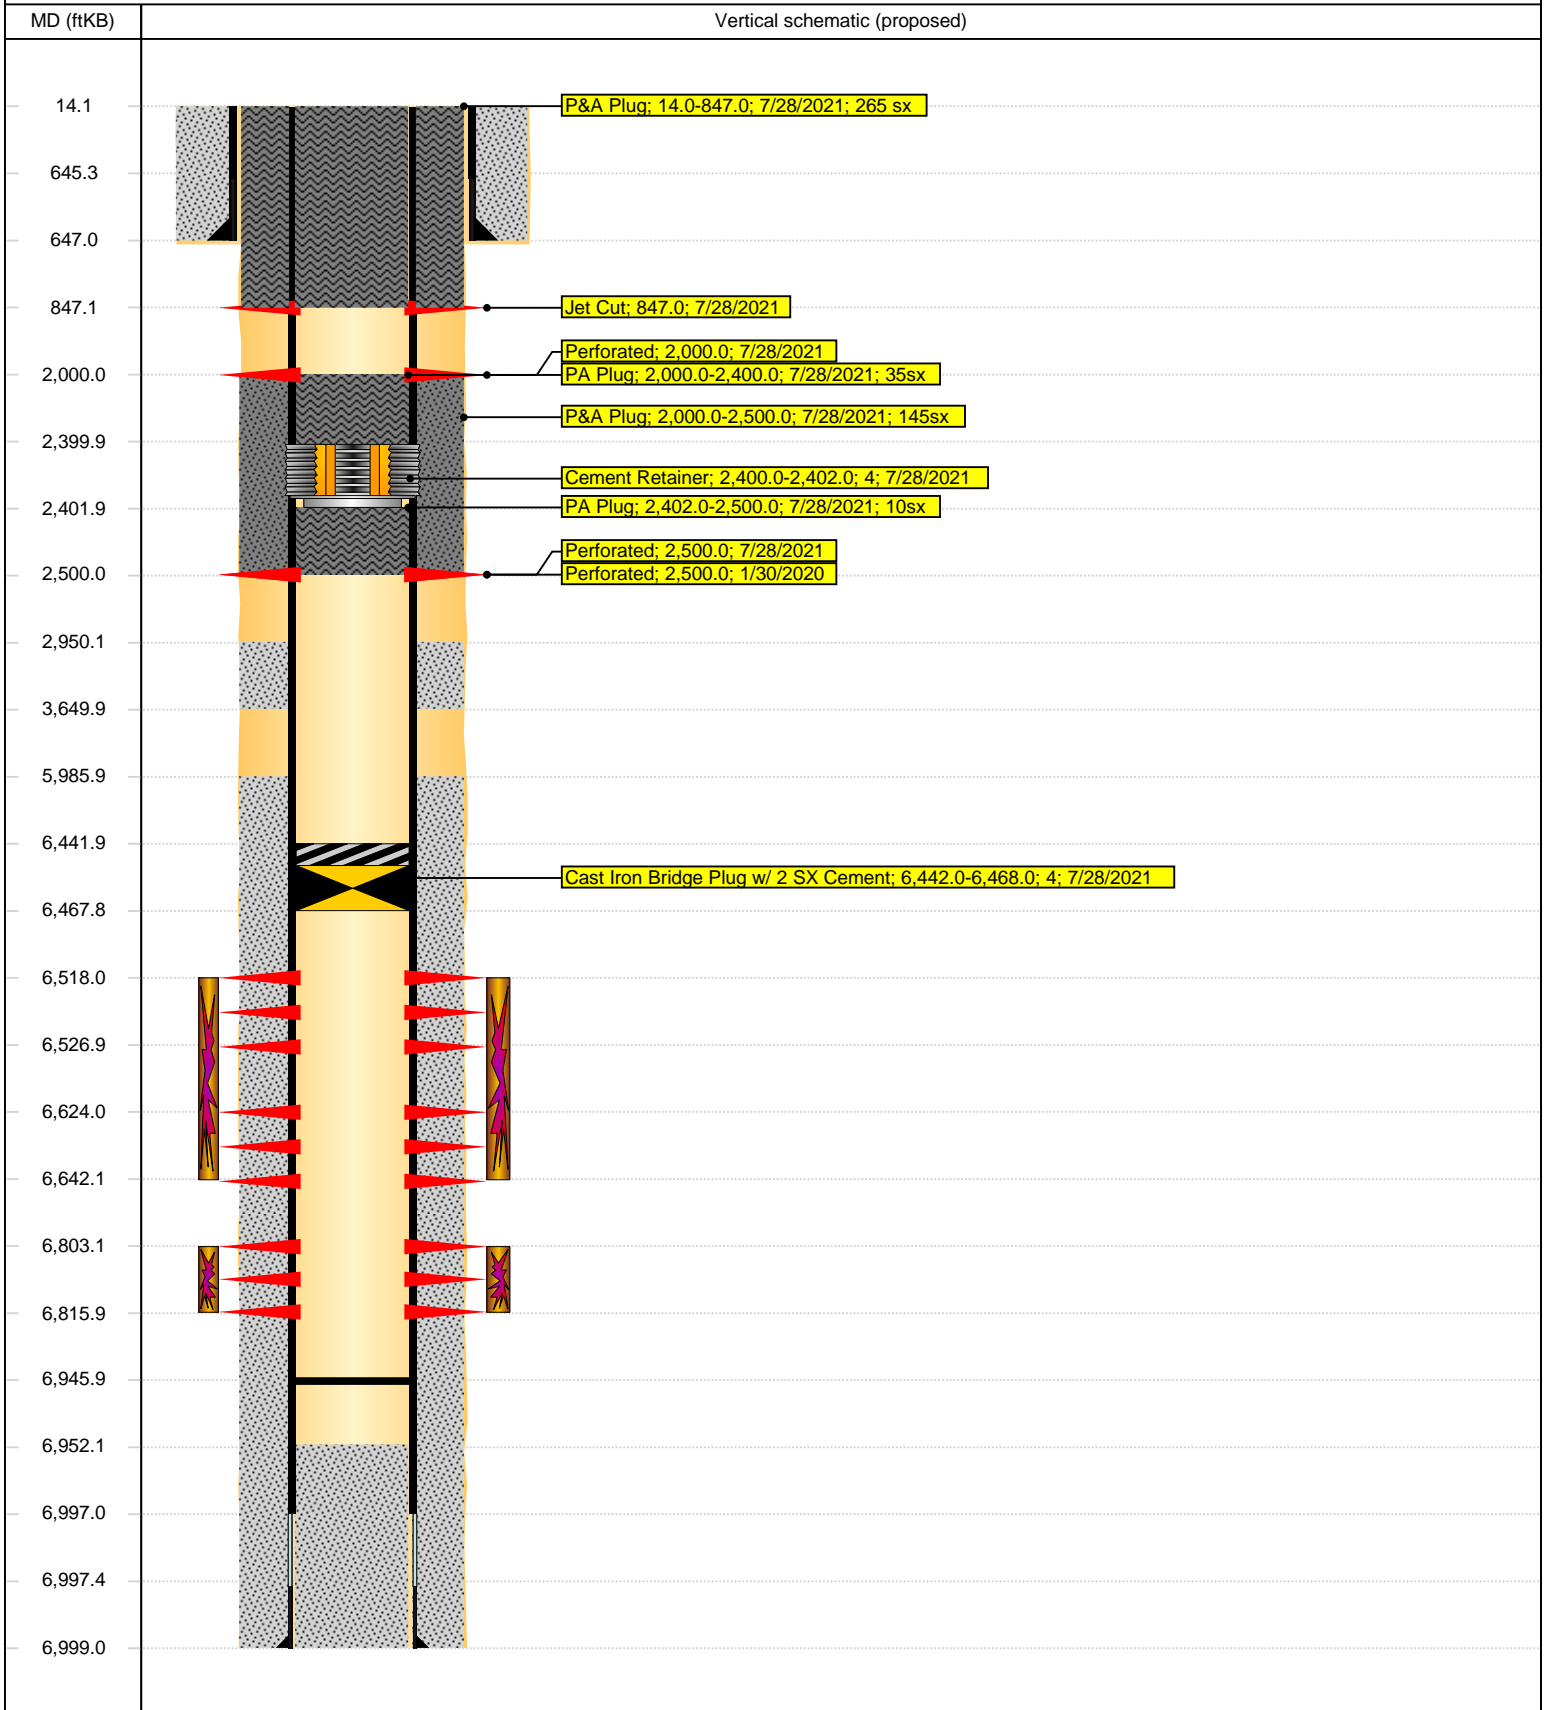 MD (ftKB)
Vertical schematic (proposed)
14.1
P&A Plug; 14.0-847.0; 7/28/2021; 265 sx
645.3
647.0
847.1
Jet Cut; 847.0; 7/28/2021
Perforated; 2,000.0; 7/28/2021
2,000.0
PA Plug; 2,000.0-2,400.0; 7/28/2021; 35sx
P&A Plug; 2,000.0-2,500.0; 7/28/2021; 145sx
2,399.9
Cement Retainer; 2,400.0-2,402.0; 4; 7/28/2021
2,401.9
PA Plug; 2,402.0-2,500.0; 7/28/2021; 10sx
Perforated; 2,500.0; 7/28/2021
2,500.0
Perforated; 2,500.0; 1/30/2020
2,950.1
3,649.9
5,985.9
6,441.9
Cast Iron Bridge Plug w/ 2 SX Cement; 6,442.0-6,468.0; 4; 7/28/2021
6,467.8
6,518.0
6,526.9
6,624.0
6,642.1
6,803.1
6,815.9
6,945.9
6,952.1
6,997.0
6,997.4
6,999.0